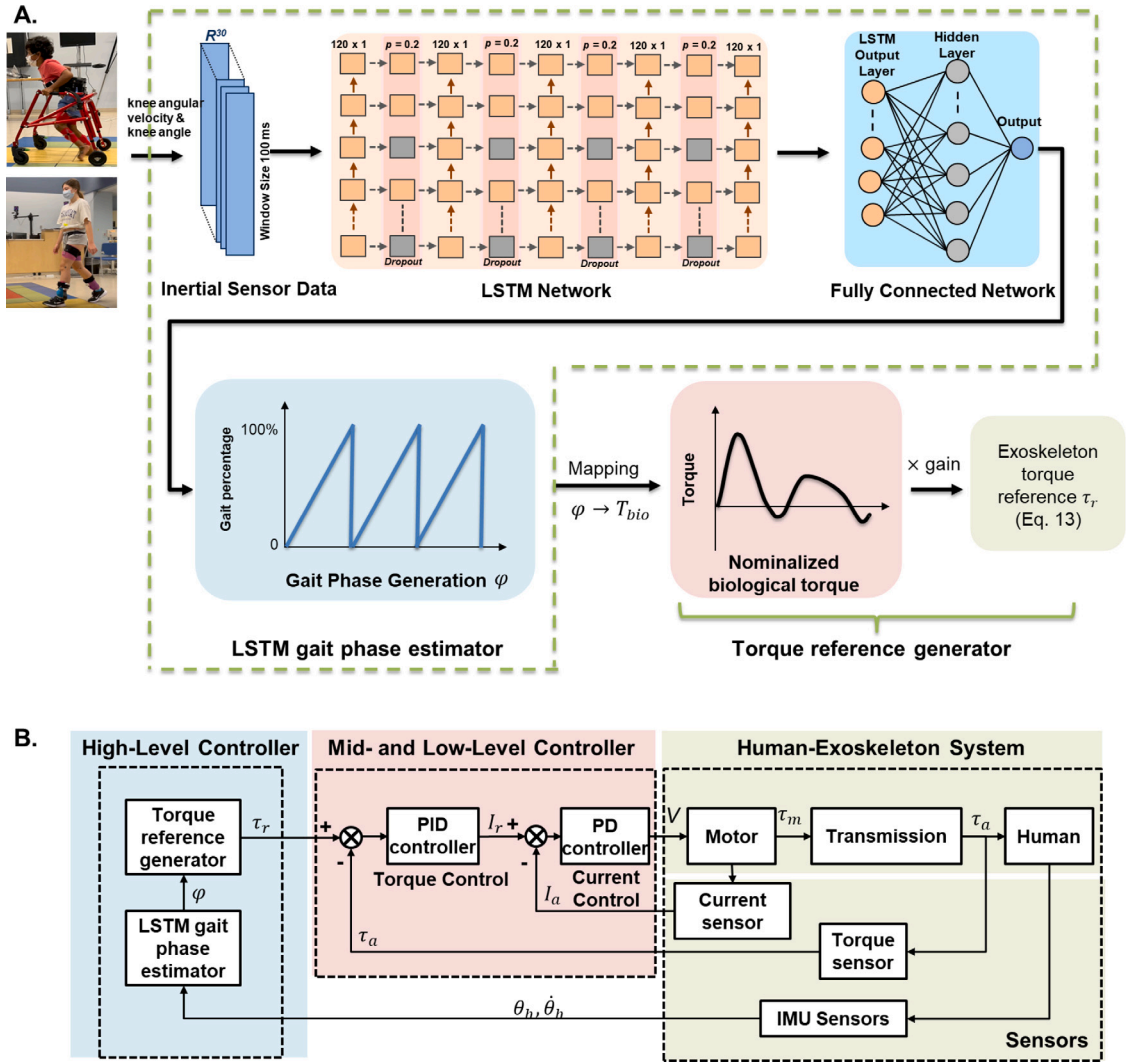 A.
R³⁰
knee angular
velocity &
knee angle
Window Size 100ms
Inertial Sensor Data
120 x 1 p = 0.2 120 x 1 p = 0.2 120 x 1 p = 0.2 120 x 1 p = 0.2 120 x 1
Dropout Dropout Dropout Dropout
LSTM Network
LSTM
Output
Layer
Hidden
Layer
Output
Fully Connected Network
Gait percentage
100%
0
Gait Phase Generation φ
LSTM gait phase estimator
Mapping
φ → T_bio
Torque
Nominalized
biological torque
× gain
Exoskeleton
torque
reference τ_r
(Eq. 13)
Torque reference generator
B.
High-Level Controller
Mid- and Low-Level Controller
Human-Exoskeleton System
Torque
reference
generator
τ_r
φ
LSTM gait
phase
estimator
+
-
PID
controller
Torque Control
I_r
+
-
PD
controller
Current
Control
I_a
τ_a
V
Motor
τ_m
Transmission
τ_a
Human
Current
sensor
Torque
sensor
IMU Sensors
θ_h, θ̇_h
Sensors